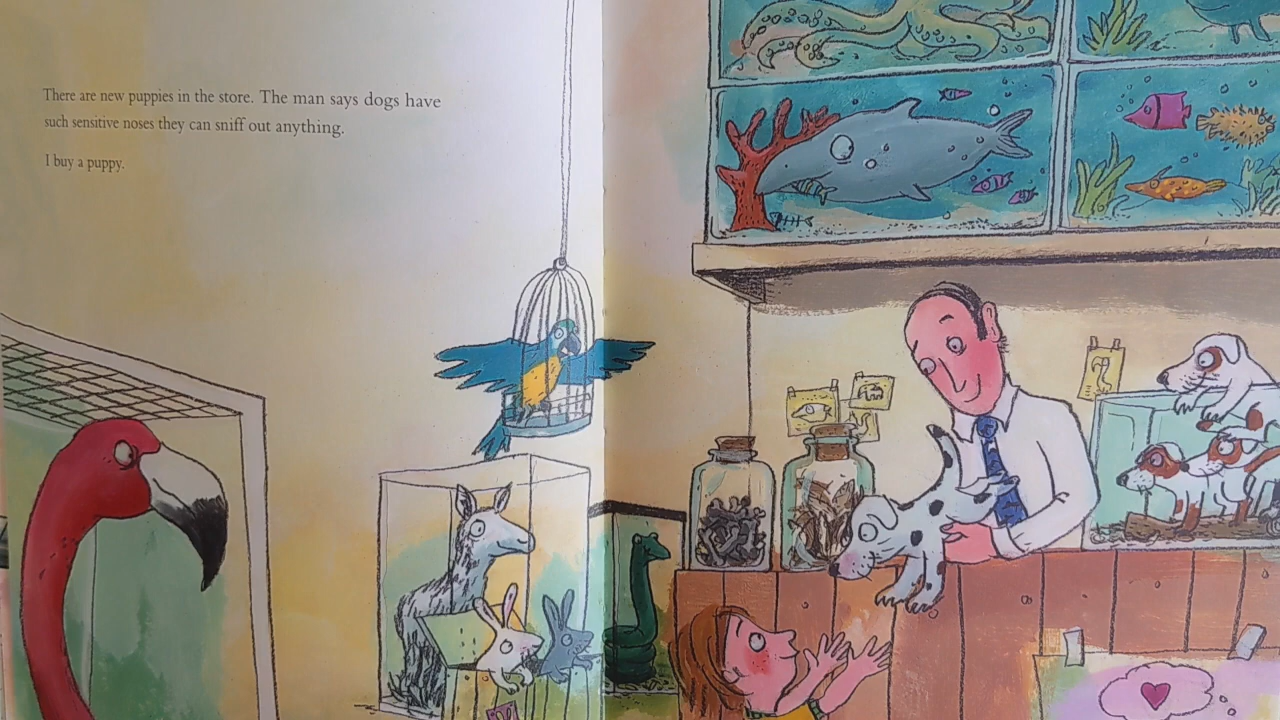 There are new puppies in the store. The man says dogs have
such sensitive noses they can sniff out anything.
I buy a puppy.